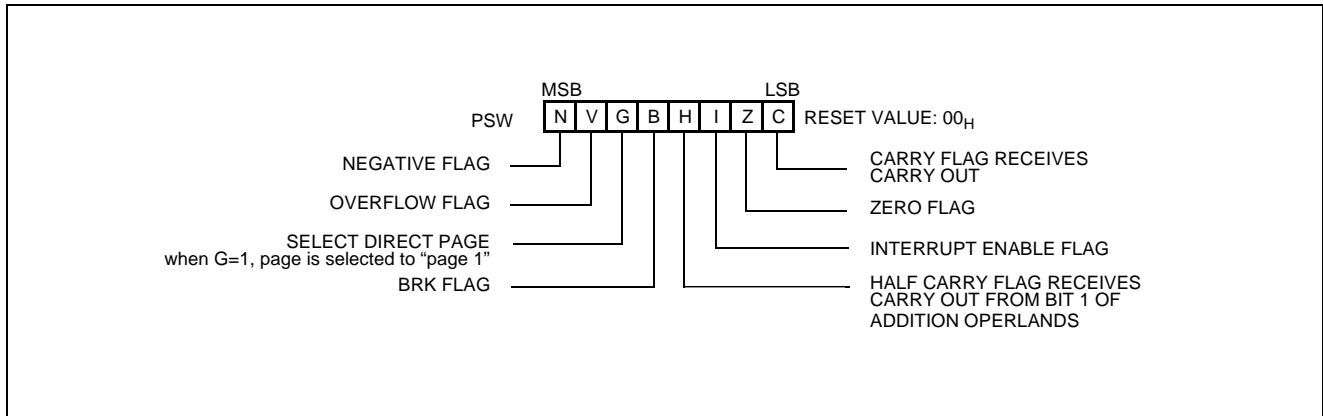 MSB LSB
PSW N V G B H I Z C RESET VALUE: 00H
NEGATIVE FLAG
OVERFLOW FLAG
SELECT DIRECT PAGE
when G=1, page is selected to “page 1”
BRK FLAG
CARRY FLAG RECEIVES
CARRY OUT
ZERO FLAG
INTERRUPT ENABLE FLAG
HALF CARRY FLAG RECEIVES
CARRY OUT FROM BIT 1 OF
ADDITION OPERLANDS